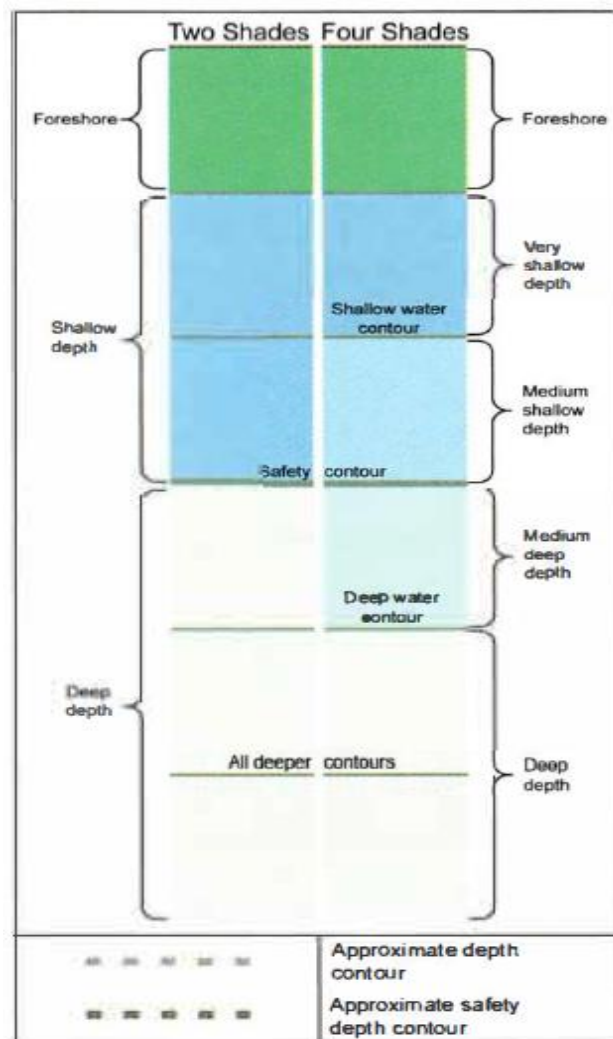 Two Shades Four Shades
Foreshore
Foreshore
Very
shallow
depth
Shallow water
contour
Shallow
depth
Medium
shallow
depth
Safety contour
Medium
deep
depth
Deep water
contour
Deep
depth
All deeper contours
Deep
depth
Approximate depth
contour
Approximate safety
depth contour